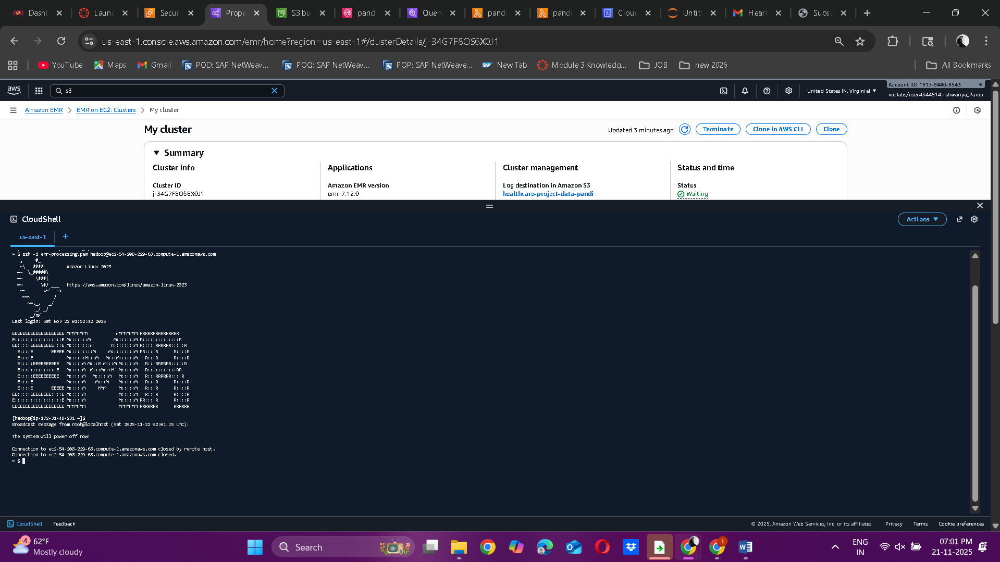 Dashb
Laun
Secur
Prope
S3 bu
pandi
Query
pandi
pandi
Cloud
Untit
Heart
Subsc
us-east-1.console.aws.amazon.com/emr/home?region=us-east-1#/clusterDetails/j-34G7F8OS6X0J1
YouTube
Maps
Gmail
POD: SAP NetWeav...
POQ: SAP NetWeav...
POP: SAP NetWeave...
New Tab
Module 3 Knowledg...
JOB
new 2026
All Bookmarks
aws
s3
United States (N. Virginia)
Account ID: 1917-9440-9543
voclabs/user4344514=Ishwariya_Pandi
Amazon EMR
EMR on EC2: Clusters
My cluster
My cluster
Updated 3 minutes ago
Terminate
Clone in AWS CLI
Clone
Summary
Cluster info
Applications
Cluster management
Status and time
Cluster ID
Amazon EMR version
Log destination in Amazon S3
Status
j-34G7F8OS6X0J1
emr-7.12.0
healthcare-project-data-pandi
Waiting
CloudShell
Actions
us-east-1
~ $ ssh -i emr-processing.pem hadoop@ec2-54-208-229-63.compute-1.amazonaws.com
Amazon Linux 2023
https://aws.amazon.com/linux/amazon-linux-2023
Last login: Sat Nov 22 01:52:42 2025
EEEEEEEEEEEEEEEEEEEE MMMMMMMM           MMMMMMMM RRRRRRRRRRRRRRR
E::::::::::::::::::E M:::::::M         M:::::::M R::::::::::::::R
EE:::::EEEEEEEEE:::E M::::::::M       M::::::::M R:::::RRRRRR:::::R
E::::E       EEEEE M:::::::::M     M:::::::::M RR::::R      R::::R
E::::E             M::::::M:::M   M:::M::::::M   R:::R      R::::R
E:::::EEEEEEEEEE   M:::::M M:::M M:::M M:::::M   R:::RRRRRR:::::R
E::::::::::::::E   M:::::M  M:::M:::M  M:::::M   R:::::::::::RR
E:::::EEEEEEEEEE   M:::::M   M:::::M   M:::::M   R:::RRRRRR::::R
E::::E             M:::::M    M:::M    M:::::M   R:::R      R::::R
E::::E       EEEEE M:::::M     MMM     M:::::M   R:::R      R::::R
EE:::::EEEEEEEE::::E M:::::M             M:::::M   R:::R      R::::R
E::::::::::::::::::E M:::::M             M:::::M RR::::R      R::::R
EEEEEEEEEEEEEEEEEEEE MMMMMMM             MMMMMMM RRRRRRR      RRRRRR
[hadoop@ip-172-31-48-231 ~]$
Broadcast message from root@localhost (Sat 2025-11-22 02:01:15 UTC):
The system will power off now!
Connection to ec2-54-208-229-63.compute-1.amazonaws.com closed by remote host.
Connection to ec2-54-208-229-63.compute-1.amazonaws.com closed.
~ $
CloudShell
Feedback
© 2025, Amazon Web Services, Inc. or its affiliates.
Privacy
Terms
Cookie preferences
4
62°F
Mostly cloudy
Search
ENG
IN
07:01 PM
21-11-2025